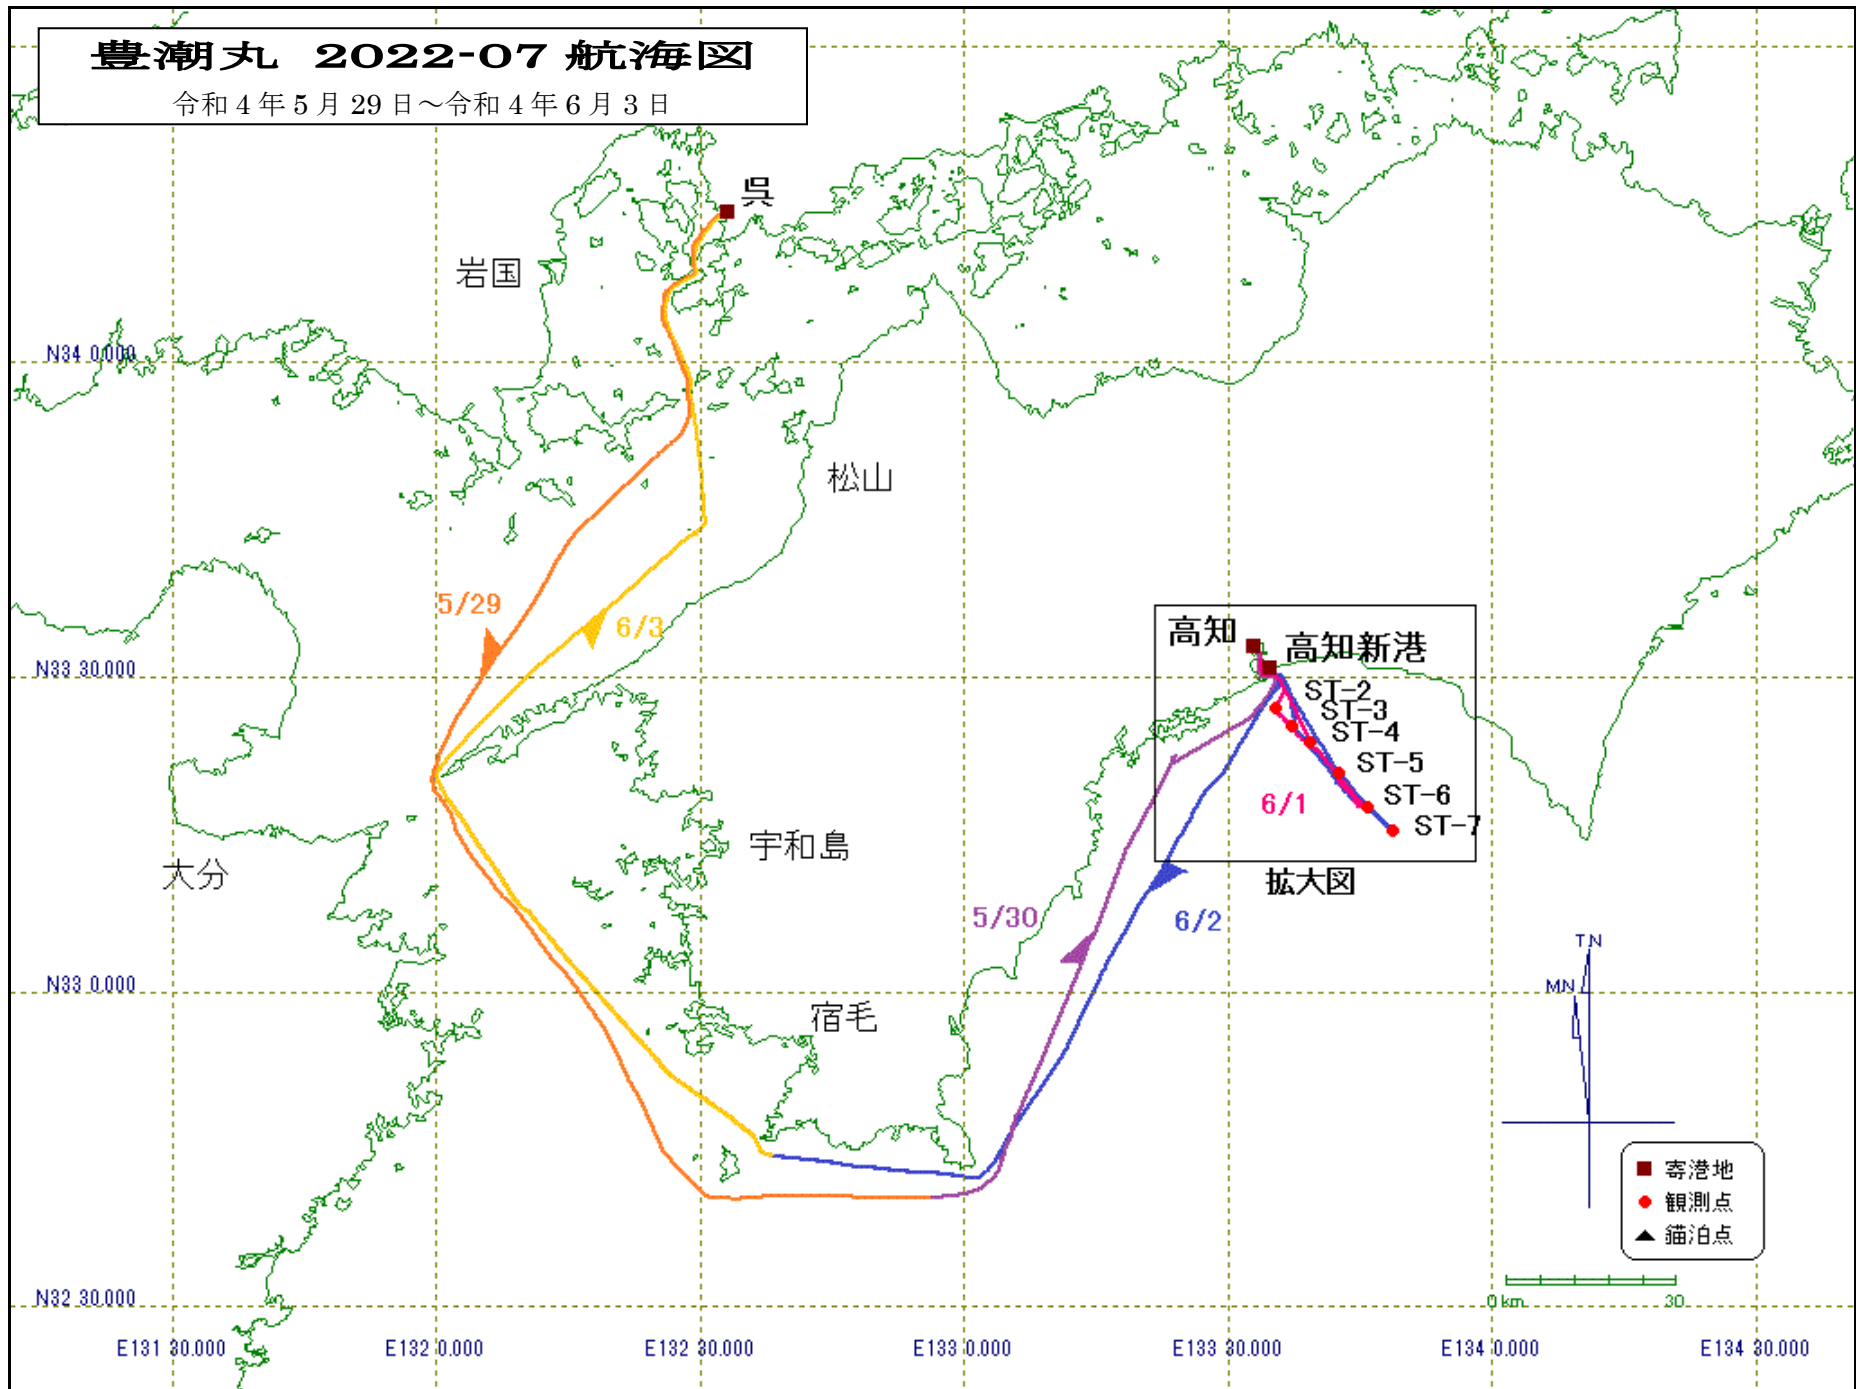 豊潮丸 2022-07 航海図
令和4年5月29日～令和4年6月3日
呉
岩国
N34 0.000
松山
5/29
6/3
高知
高知新港
N33 30.000
ST-2
ST-3
ST-4
ST-5
ST-6
ST-7
6/1
宇和島
大分
拡大図
5/30
6/2
TN
MN
N33 0.000
宿毛
寄港地
観測点
錨泊点
0 km
30
N32 30.000
E131 30.000
E132 0.000
E132 30.000
E133 0.000
E133 30.000
E134 0.000
E134 30.000